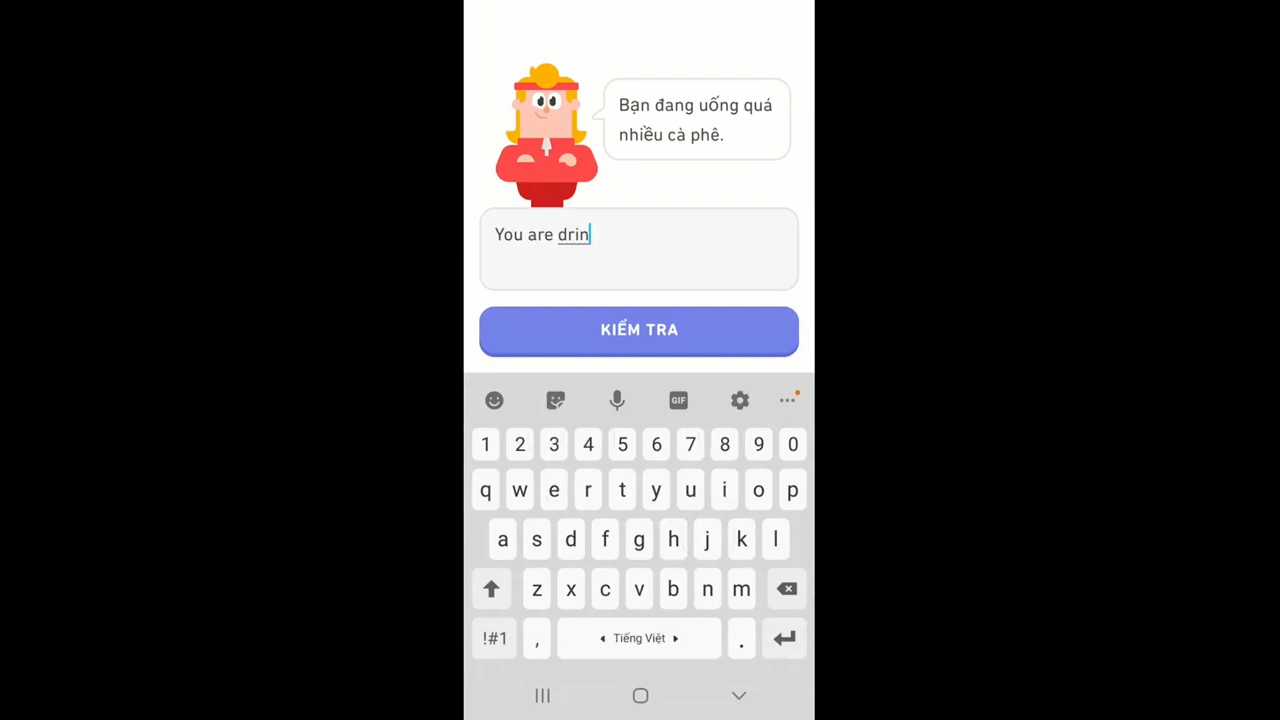 Bạn đang uống quá
nhiều cà phê.
You are drin
KIỂM TRA
GIF
1 2 3 4 5 6 7 8 9 0
q w e r t y u i o p
a s d f g h j k l
z x c v b n m
!#1 , Tiếng Việt .